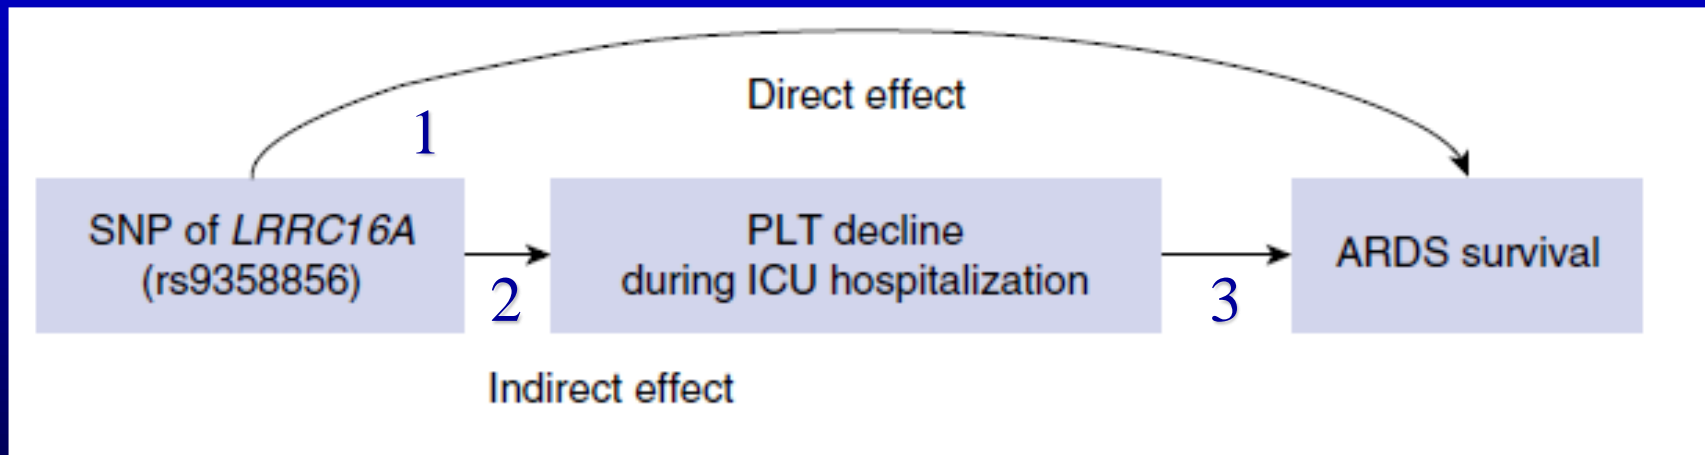 Direct effect
1
SNP of LRRC16A
(rs9358856)
2
PLT decline
during ICU hospitalization
3
ARDS survival
Indirect effect